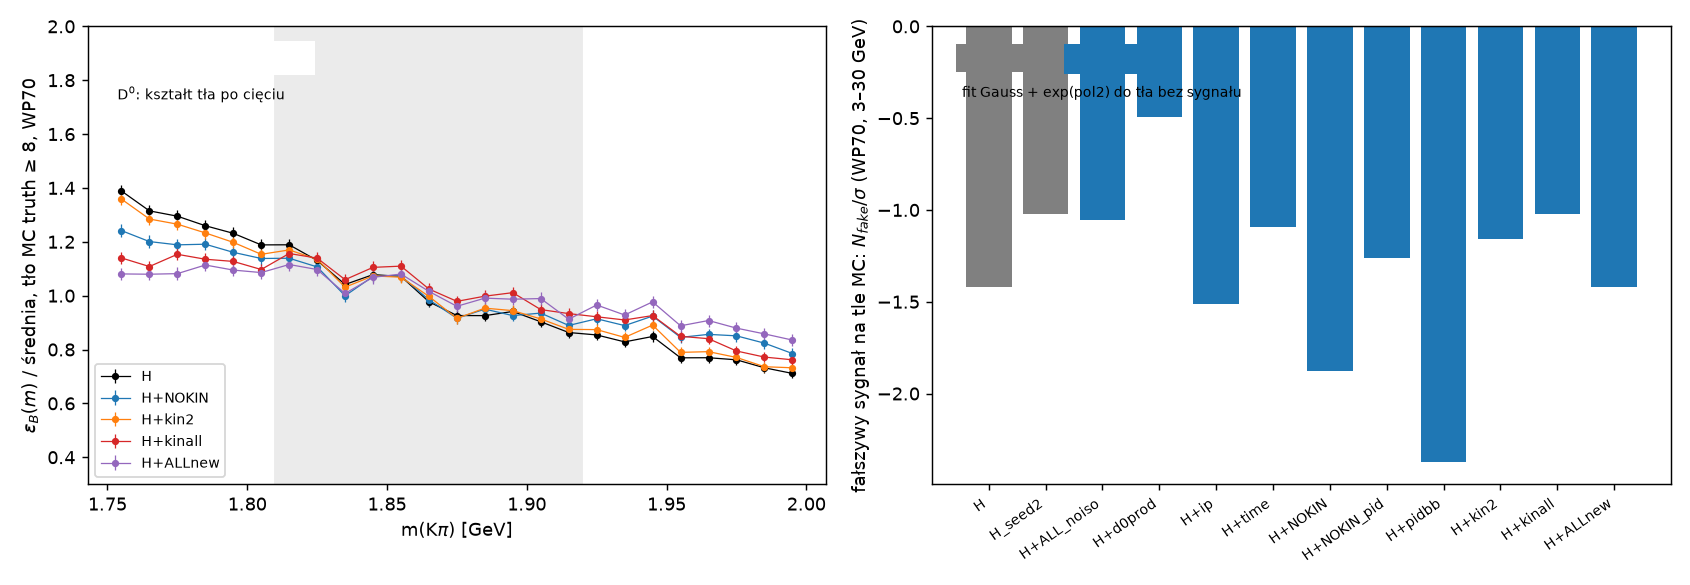 2.0
1.8
1.6
1.4
1.2
1.0
0.8
0.6
0.4
ε_B(m) / średnia, tło MC truth ≥ 8, WP70
D⁰: kształt tła po cięciu
H
H+NOKIN
H+kin2
H+kinall
H+ALLnew
1.75
1.80
1.85
1.90
1.95
2.00
m(Kπ) [GeV]
0.0
−0.5
−1.0
−1.5
−2.0
fałszywy sygnał na tle MC: N_fake/σ (WP70, 3–30 GeV)
fit Gauss + exp(pol2) do tła bez sygnału
H
H_seed2
H+ALL_noiso
H+d0prod
H+ip
H+time
H+NOKIN
H+NOKIN_pid
H+pidbb
H+kin2
H+kinall
H+ALLnew